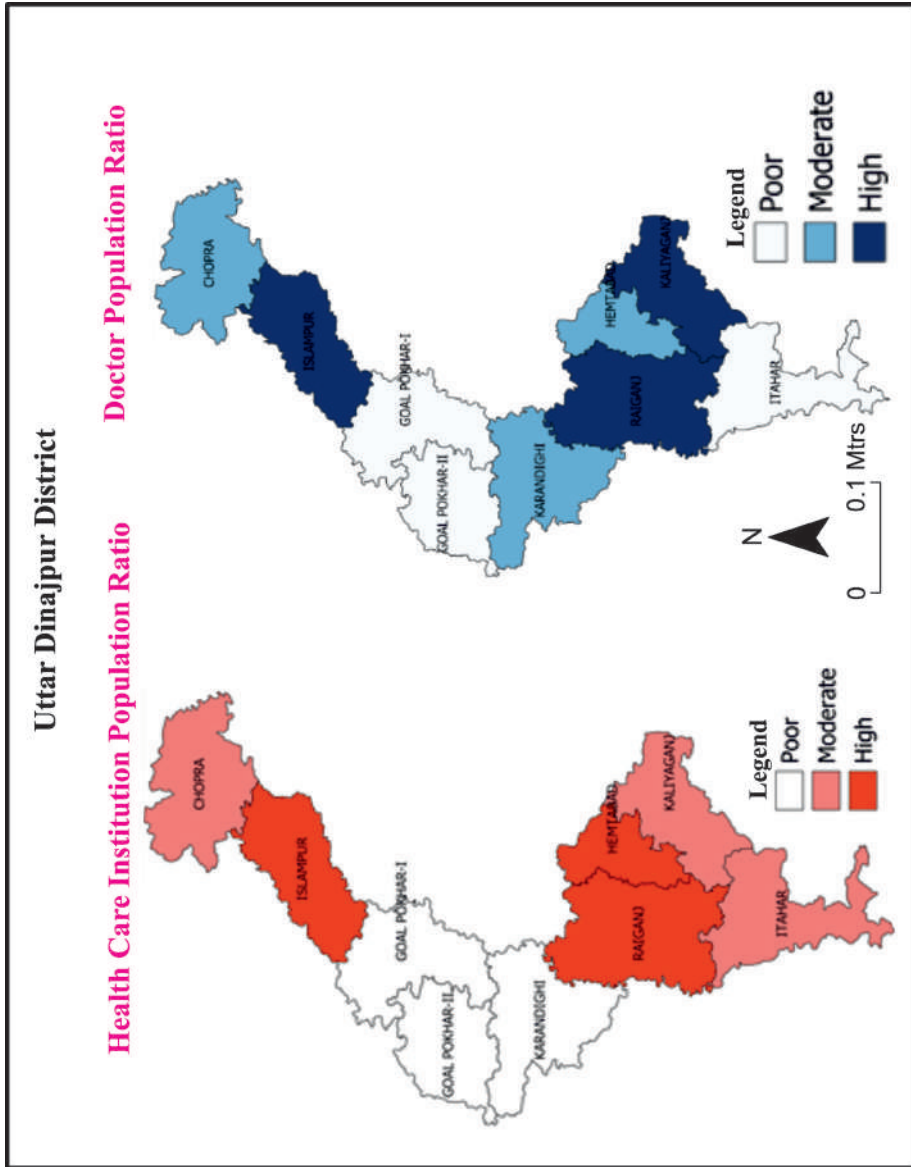 Uttar Dinajpur District
Health Care Institution Population Ratio
CHOPRA
ISLAMPUR
GOAL POKHAR-I
GOAL POKHAR-II
KARANDIGHI
RAIGANJ
HEMTABAD
KALIYAGANJ
ITAHAR
Legend
Poor
Moderate
High
Doctor Population Ratio
CHOPRA
ISLAMPUR
GOAL POKHAR-I
GOAL POKHAR-II
KARANDIGHI
RAIGANJ
HEMTABAD
KALIYAGANJ
ITAHAR
N
0 0.1 Mtrs
Legend
Poor
Moderate
High